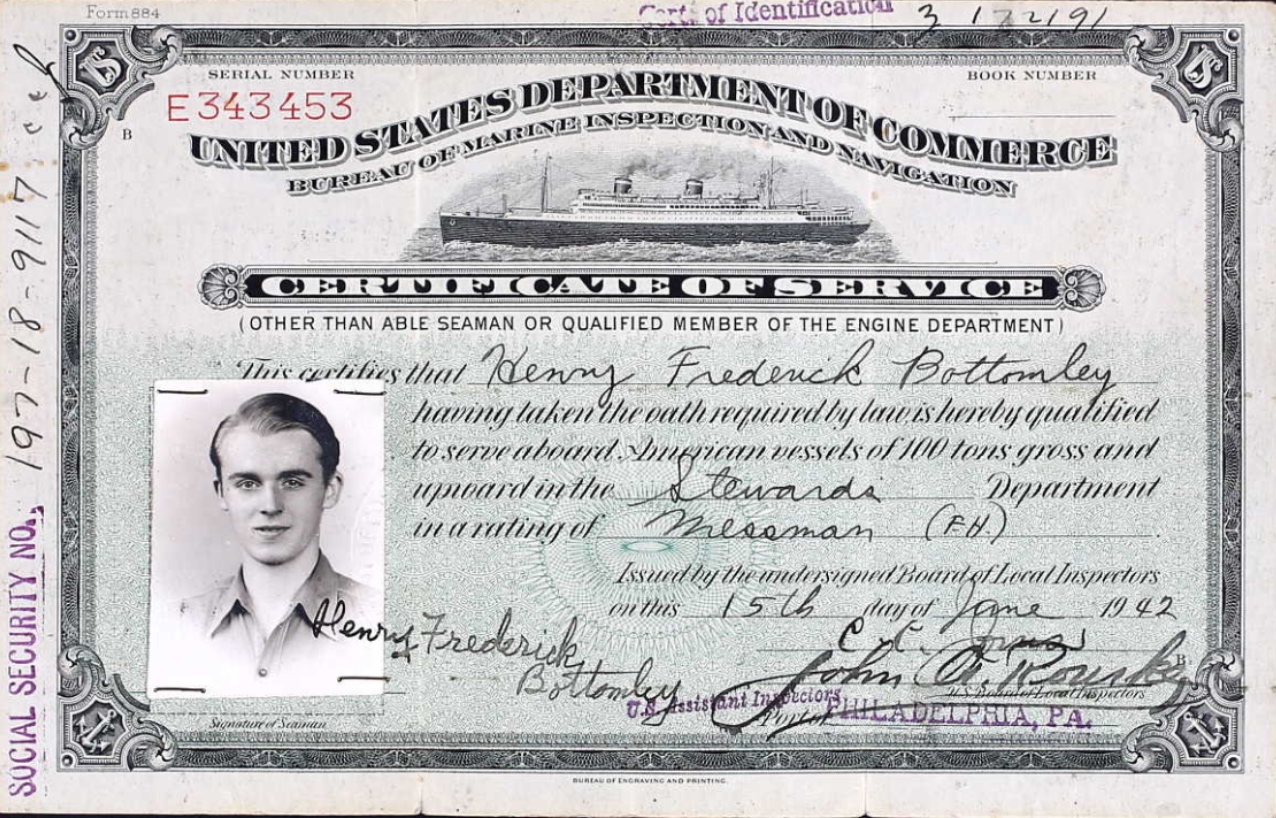 Form 884
Cert. of Identification 3 172191
SERIAL NUMBER
E343453
BOOK NUMBER
B
UNITED STATES DEPARTMENT OF COMMERCE
BUREAU OF MARINE INSPECTION AND NAVIGATION
CERTIFICATE OF SERVICE
(OTHER THAN ABLE SEAMAN OR QUALIFIED MEMBER OF THE ENGINE DEPARTMENT)
This certifies that Henry Frederick Bottomley
having taken the oath required by law, is hereby qualified
to serve aboard American vessels of 100 tons gross and
upward in the Stewards Department
in a rating of Messman (F.H.)
Issued by the undersigned Board of Local Inspectors
on this 15th day of June 1942
C. C.
Henry Frederick
Bottomley
John A.
B
U.S. Board of Local Inspectors
U.S. Assistant Inspectors
Port of PHILADELPHIA, PA.
Signature of Seaman
BUREAU OF ENGRAVING AND PRINTING.
SOCIAL SECURITY NO., 197-18-9117